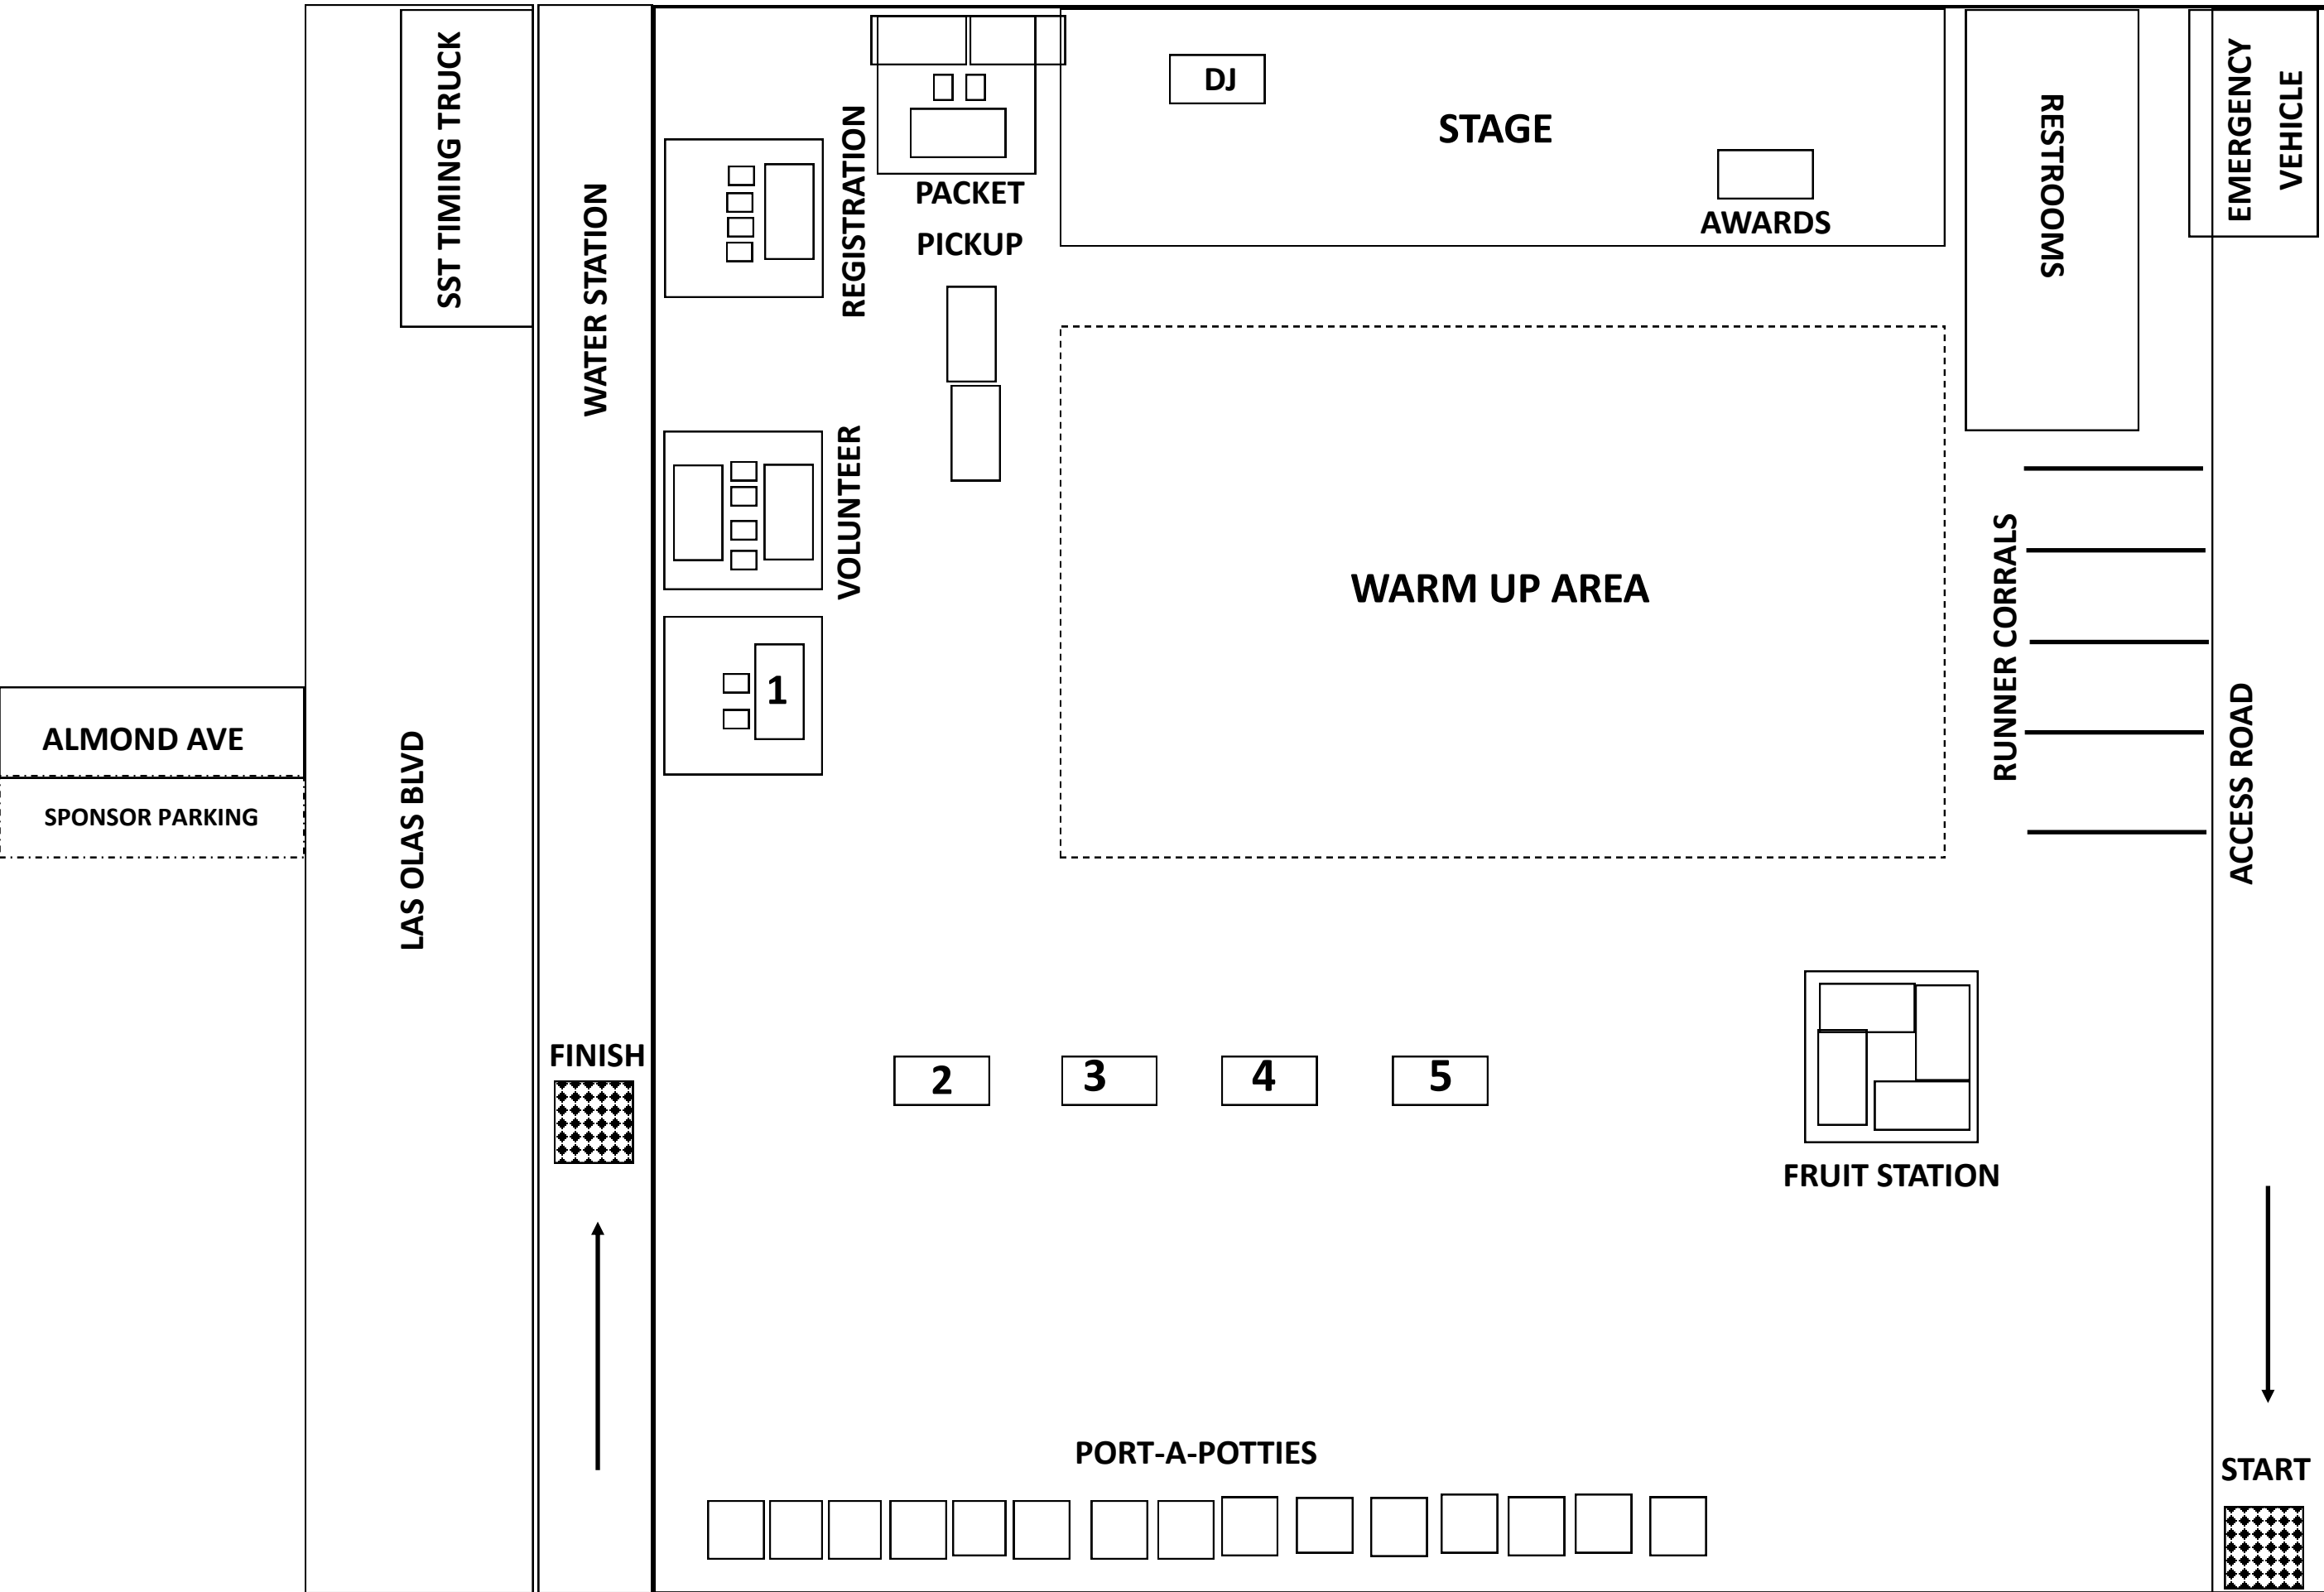 SST TIMING TRUCK
WATER STATION
REGISTRATION
PACKET
PICKUP
DJ
STAGE
AWARDS
RESTROOMS
EMERGENCY
VEHICLE
VOLUNTEER
WARM UP AREA
RUNNER CORRALS
1
ALMOND AVE
SPONSOR PARKING
LAS OLAS BLVD
ACCESS ROAD
FINISH
2
3
4
5
FRUIT STATION
PORT-A-POTTIES
START